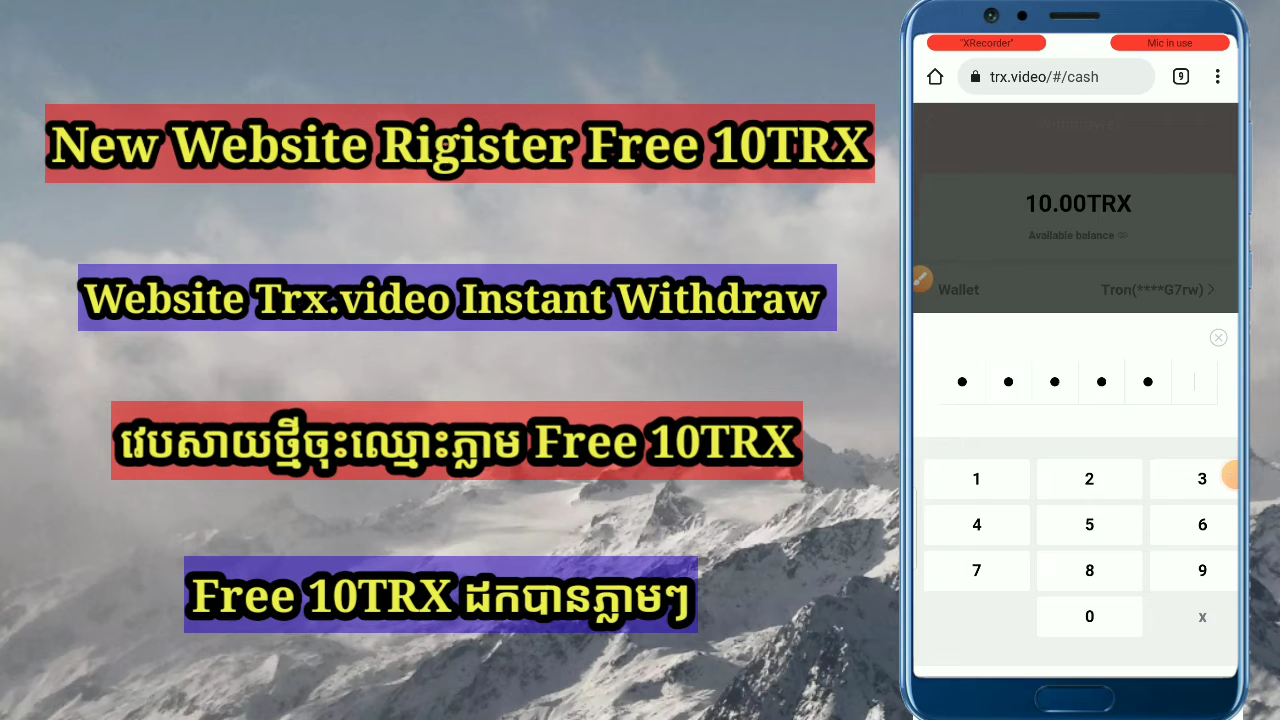 New Website Rigister Free 10TRX
Website Trx.video Instant Withdraw
វេបសាយថ្មីចុះឈ្មោះភ្លាម Free 10TRX
Free 10TRX ដកបានភ្លាមៗ
"XRecorder"
Mic in use
trx.video/#/cash
9
10.00TRX
Available balance
Wallet
Tron(****G7rw)
1 2 3
4 5 6
7 8 9
0 x